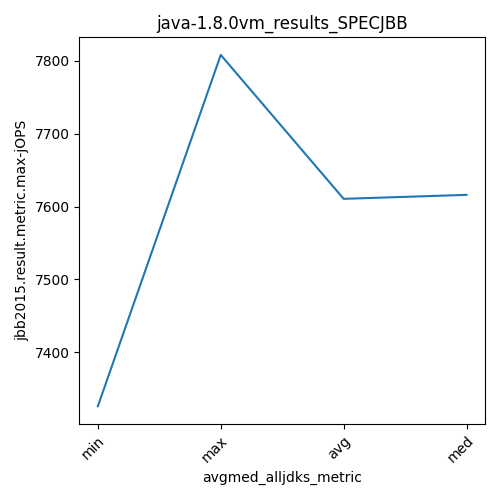 java-1.8.0vm_results_SPECJBB
jbb2015.result.metric.max-jOPS
7800
7700
7600
7500
7400
min
max
avg
med
avgmed_alljdks_metric